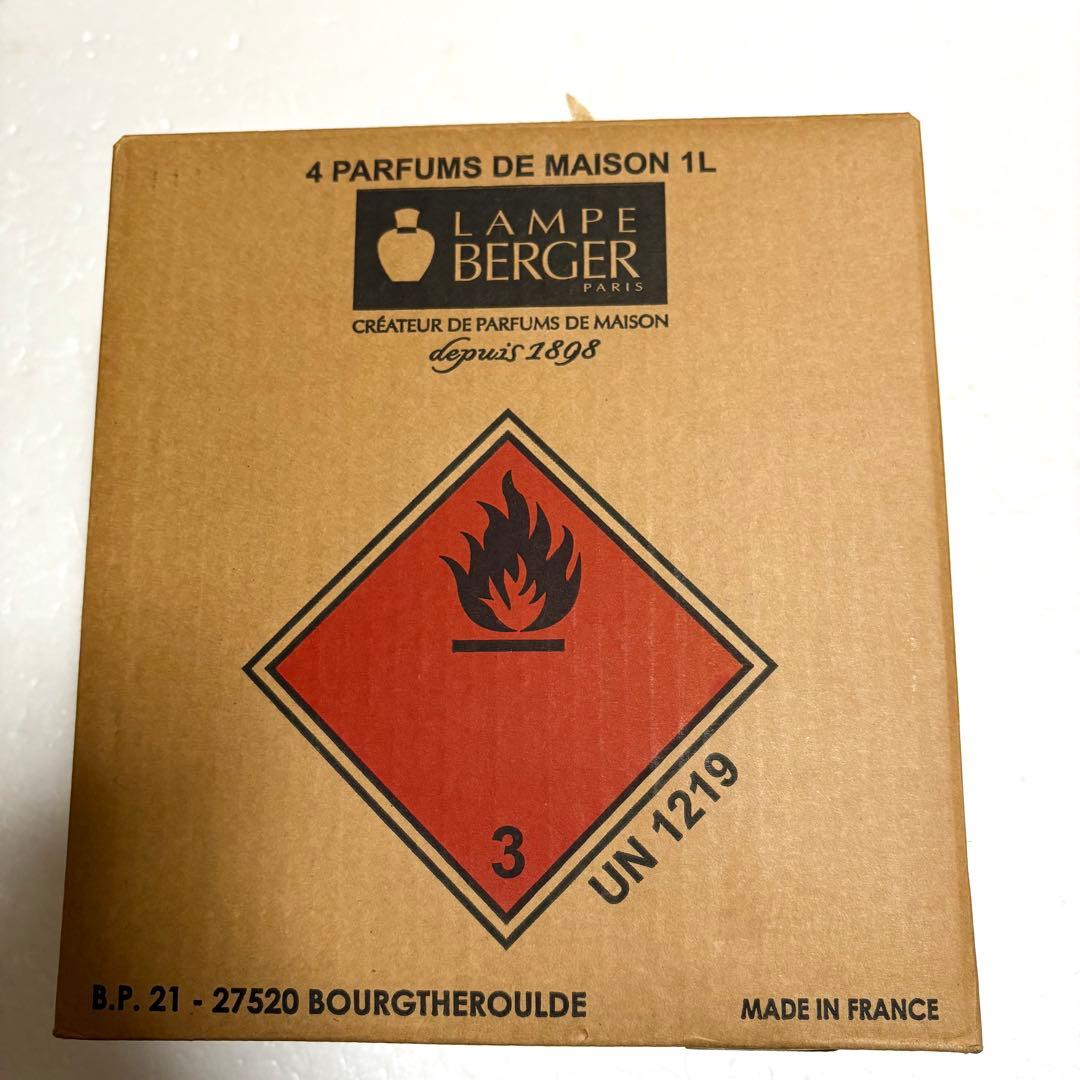 4 PARFUMS DE MAISON 1L
LAMPE
BERGER
PARIS
CRÉATEUR DE PARFUMS DE MAISON
depuis 1898
3
UN 1219
B.P. 21 - 27520 BOURGTHEROULDE
MADE IN FRANCE